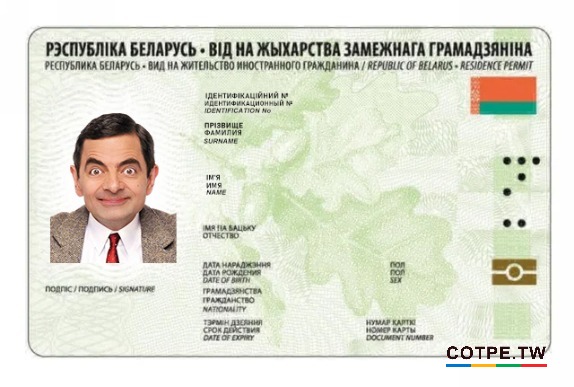 РЭСПУБЛІКА БЕЛАРУСЬ • ВІД НА ЖЫХАРСТВА ЗАМЕЖНАГА ГРАМАДЗЯНІНА
РЕСПУБЛИКА БЕЛАРУСЬ • ВИД НА ЖИТЕЛЬСТВО ИНОСТРАННОГО ГРАЖДАНИНА / REPUBLIC OF BELARUS • RESIDENCE PERMIT
ІДЕНТИФІКАЦІЙНИЙ №
ИДЕНТИФИКАЦИОННЫЙ №
IDENTIFICATION No
ПРІЗВИЩЕ
ФАМИЛИЯ
SURNAME
ІМ'Я
ИМЯ
NAME
ІМЯ ПА БАЦЬКУ
ОТЧЕСТВО
ДАТА НАРАДЖЭННЯ
ДАТА РОЖДЕНИЯ
DATE OF BIRTH
ПОЛ
ПОЛ
SEX
ПОДПІС / ПОДПИСЬ / SIGNATURE
ГРАМАДЗЯНСТВА
ГРАЖДАНСТВО
NATIONALITY
ТЭРМІН ДЗЕЯННЯ
СРОК ДЕЙСТВИЯ
DATE OF EXPIRY
НУМАР КАРТКІ
НОМЕР КАРТЫ
DOCUMENT NUMBER
COTPE.TW